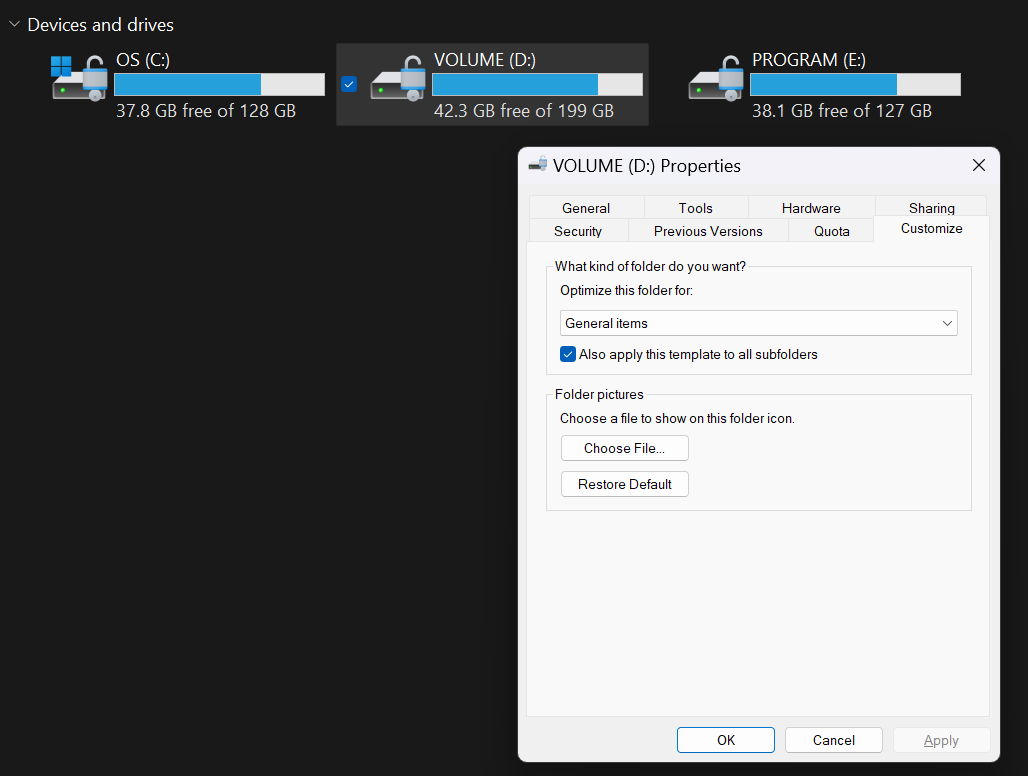 Devices and drives
OS (C:)
37.8 GB free of 128 GB
VOLUME (D:)
42.3 GB free of 199 GB
PROGRAM (E:)
38.1 GB free of 127 GB
VOLUME (D:) Properties
General Tools Hardware Sharing
Security Previous Versions Quota Customize
What kind of folder do you want?
Optimize this folder for:
General items
Also apply this template to all subfolders
Folder pictures
Choose a file to show on this folder icon.
Choose File...
Restore Default
OK Cancel Apply